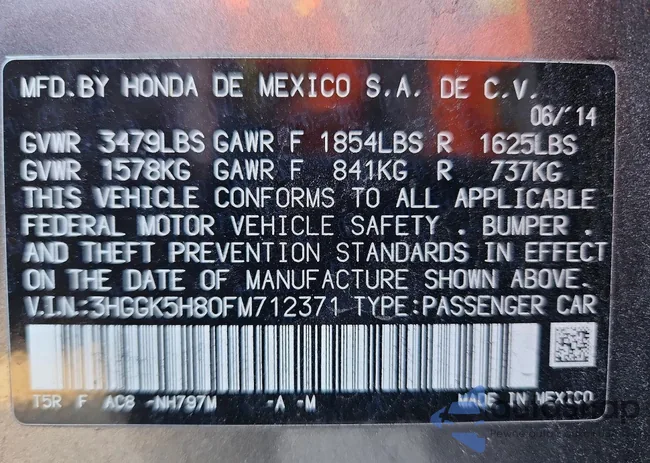 MFD.BY HONDA DE MEXICO S.A. DE C.V.
06/'14
GVWR 3479LBS GAWR F 1854LBS R 1625LBS
GVWR 1578KG GAWR F 841KG R 737KG
THIS VEHICLE CONFORMS TO ALL APPLICABLE
FEDERAL MOTOR VEHICLE SAFETY . BUMPER .
AND THEFT PREVENTION STANDARDS IN EFFECT
ON THE DATE OF MANUFACTURE SHOWN ABOVE.
V.I.N:3HGGK5H80FM712371 TYPE:PASSENGER CAR
T5R F AC8 -NH797M -A -M MADE IN MEXICO